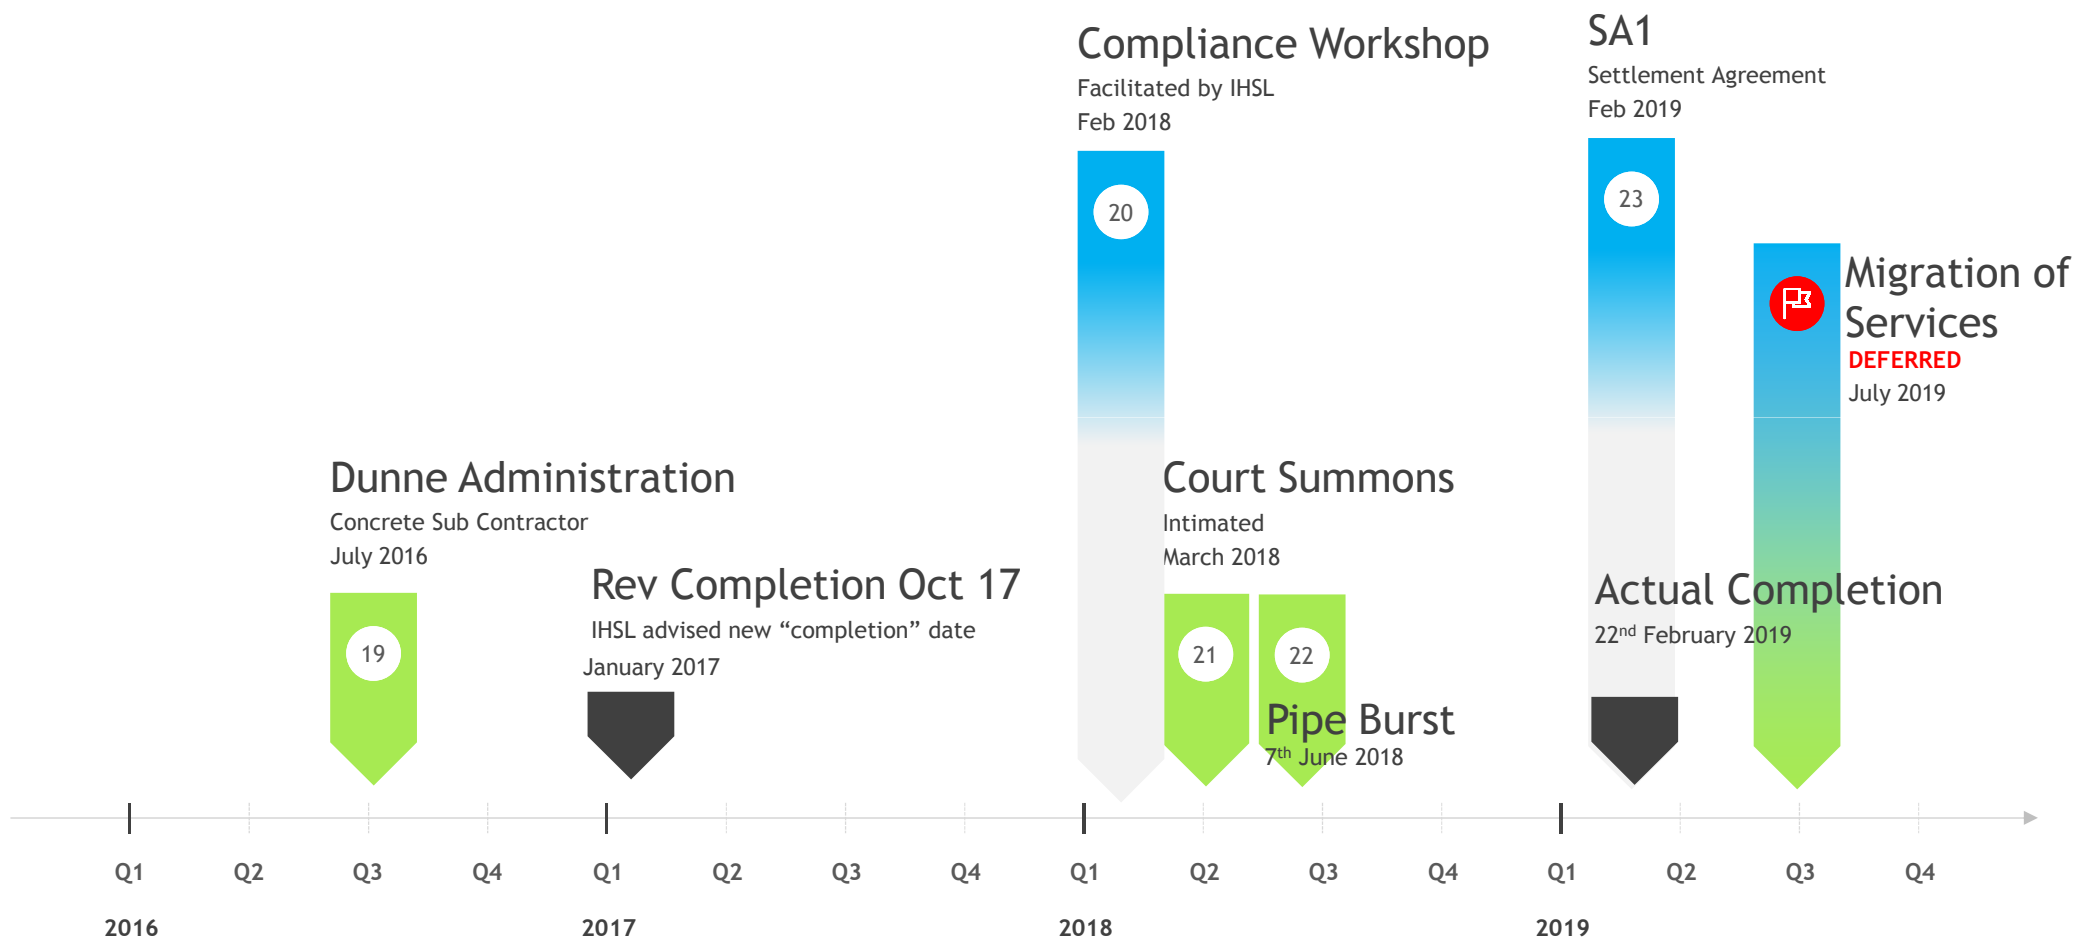 Compliance Workshop
Facilitated by IHSL
Feb 2018
20
SA1
Settlement Agreement
Feb 2019
23
Migration of
Services
DEFERRED
July 2019
Dunne Administration
Concrete Sub Contractor
July 2016
19
Rev Completion Oct 17
IHSL advised new “completion” date
January 2017
Court Summons
Intimated
March 2018
21
22
Pipe Burst
7th June 2018
Actual Completion
22nd February 2019
Q1 Q2 Q3 Q4 Q1 Q2 Q3 Q4 Q1 Q2 Q3 Q4 Q1 Q2 Q3 Q4
2016 2017 2018 2019